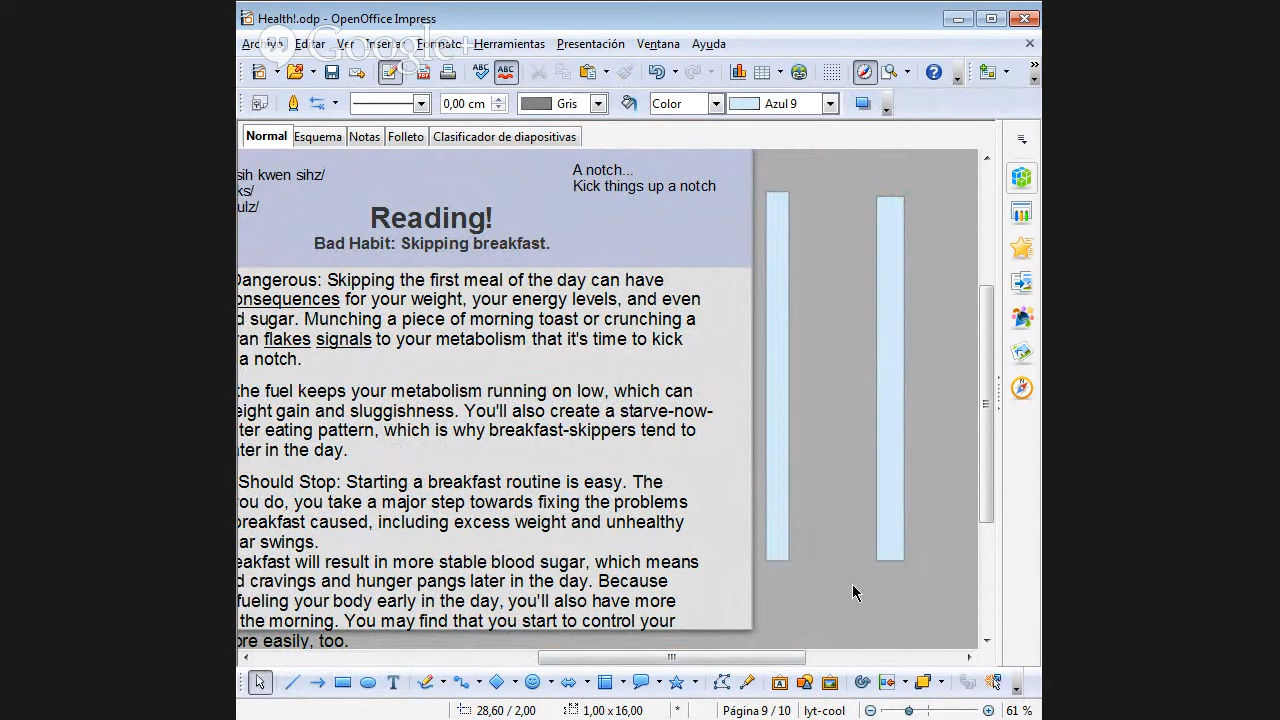 Health!.odp - OpenOffice Impress
Google+
Archivo Editar Ver Insertar Formato Herramientas Presentación Ventana Ayuda
0,00 cm Gris Color Azul 9
Normal Esquema Notas Folleto Clasificador de diapositivas
sih kwen sihz/
ks/
ulz/
A notch...
Kick things up a notch
Reading!
Bad Habit: Skipping breakfast.
Dangerous: Skipping the first meal of the day can have
onsequences for your weight, your energy levels, and even
d sugar. Munching a piece of morning toast or crunching a
ran flakes signals to your metabolism that it's time to kick
a notch.
the fuel keeps your metabolism running on low, which can
eight gain and sluggishness. You'll also create a starve-now-
ter eating pattern, which is why breakfast-skippers tend to
ater in the day.
Should Stop: Starting a breakfast routine is easy. The
you do, you take a major step towards fixing the problems
breakfast caused, including excess weight and unhealthy
ar swings.
eakfast will result in more stable blood sugar, which means
d cravings and hunger pangs later in the day. Because
fueling your body early in the day, you'll also have more
the morning. You may find that you start to control your
ore easily, too.
28,60 / 2,00 1,00 x 16,00 * Página 9 / 10 lyt-cool 61 %